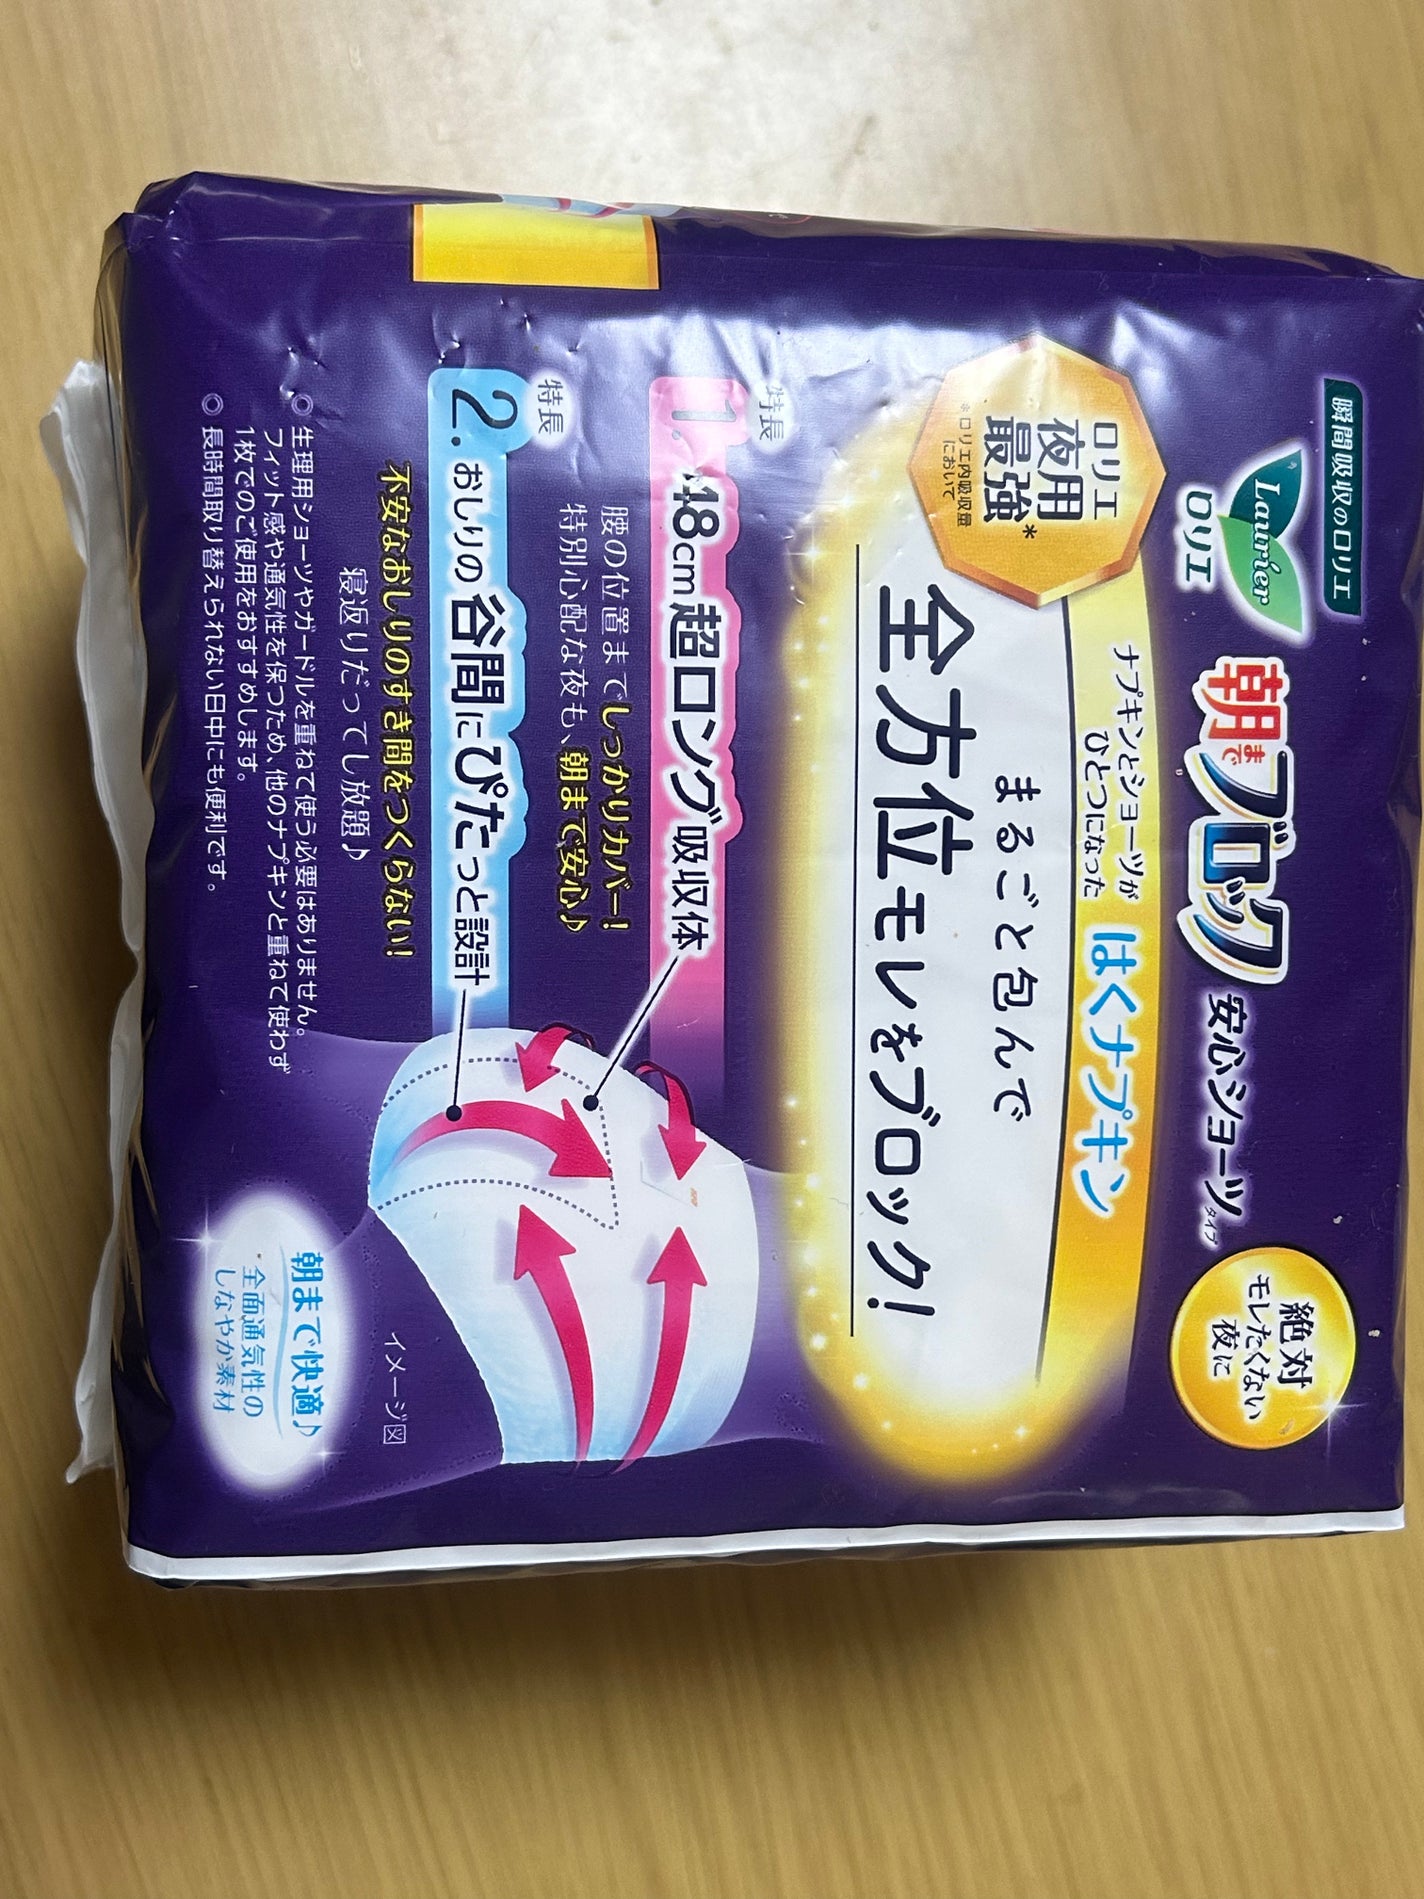 瞬間吸収のロリエ
Laurier
ロリエ
朝までブロック 安心ショーツタイプ
絶対
モレたくない
夜に
ナプキンとショーツが
ひとつになった
はくナプキン
ロリエ
夜用
最強*
*ロリエ内吸収量
において
まるごと包んで
全方位モレをブロック!
特長
1. 48cm超ロング吸収体
腰の位置までしっかりカバー!
特別心配な夜も、朝まで安心♪
特長
2. おしりの谷間にぴたっと設計
不安なおしりのすき間をつくらない!
寝返りだってし放題♪
イメージ図
◎生理用ショーツやガードルを重ねて使う必要はありません。
フィット感や通気性を保つため、他のナプキンと重ねて使わず
1枚でのご使用をおすすめします。
◎長時間取り替えられない日中にも便利です。
朝まで快適♪
全面通気性の
しなやか素材